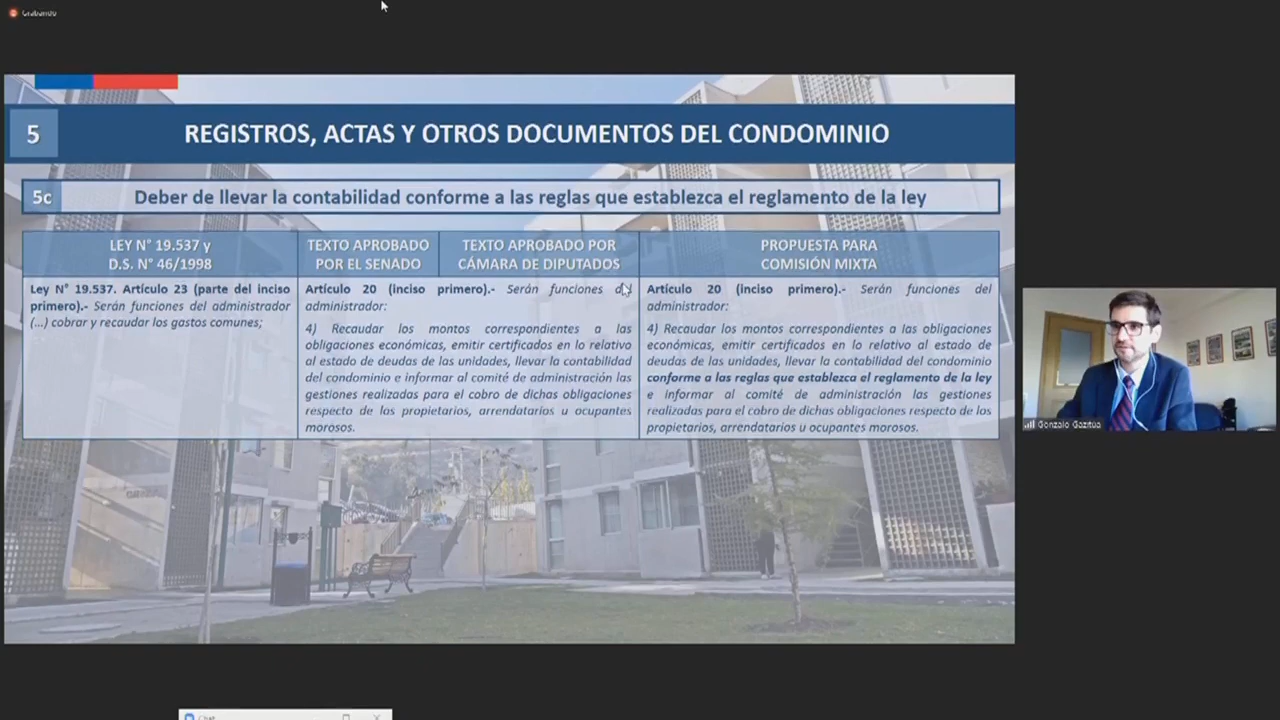 Grabando
5
REGISTROS, ACTAS Y OTROS DOCUMENTOS DEL CONDOMINIO
5c
Deber de llevar la contabilidad conforme a las reglas que establezca el reglamento de la ley
LEY N° 19.537 y
D.S. N° 46/1998
TEXTO APROBADO
POR EL SENADO
TEXTO APROBADO POR
CÁMARA DE DIPUTADOS
PROPUESTA PARA
COMISIÓN MIXTA
Ley N° 19.537. Artículo 23 (parte del inciso
primero).- Serán funciones del administrador
(...) cobrar y recaudar los gastos comunes;
Artículo 20 (inciso primero).- Serán funciones del
administrador:
4) Recaudar los montos correspondientes a las
obligaciones económicas, emitir certificados en lo relativo
al estado de deudas de las unidades, llevar la contabilidad
del condominio e informar al comité de administración las
gestiones realizadas para el cobro de dichas obligaciones
respecto de los propietarios, arrendatarios u ocupantes
morosos.
Artículo 20 (inciso primero).- Serán funciones del
administrador:
4) Recaudar los montos correspondientes a las obligaciones
económicas, emitir certificados en lo relativo al estado de
deudas de las unidades, llevar la contabilidad del condominio
conforme a las reglas que establezca el reglamento de la ley
e informar al comité de administración las gestiones
realizadas para el cobro de dichas obligaciones respecto de los
propietarios, arrendatarios u ocupantes morosos.
Gonzalo Gazitúa
Chat